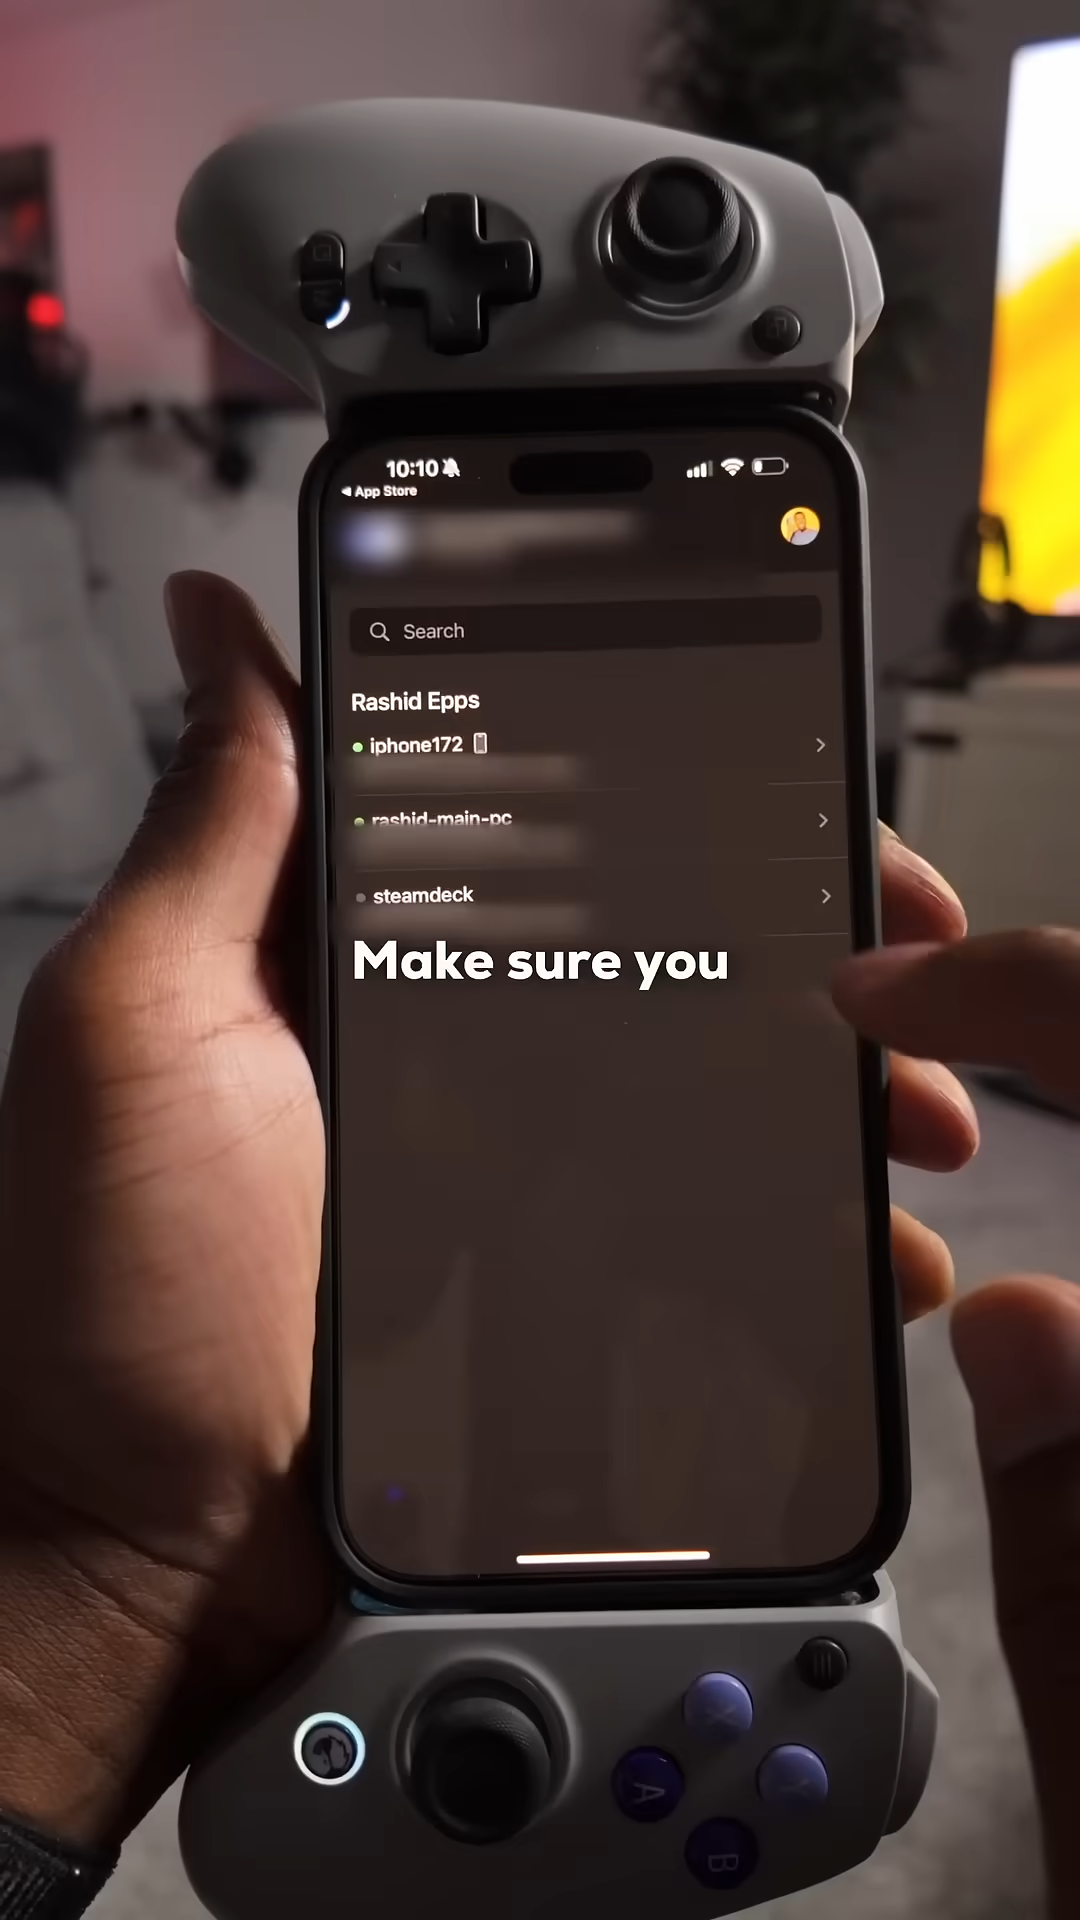 10:10
App Store
Search
Rashid Epps
iphone172
rashid-main-pc
steamdeck
Make sure you
X
A
Y
B